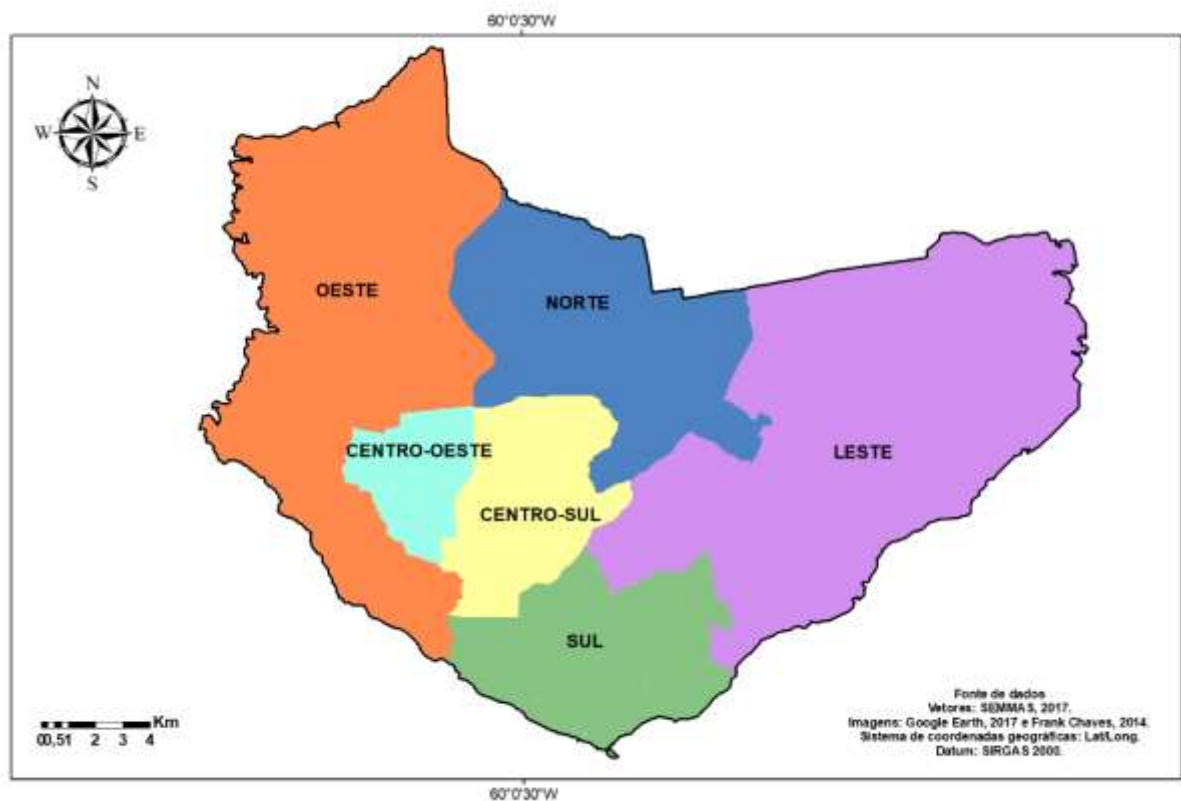 60°0'30"W
N
W E
S
OESTE
NORTE
CENTRO-OESTE
LESTE
CENTRO-SUL
SUL
Km
00,51 2 3 4
Fonte de dados
Vetores: SEMMAS, 2017.
Imagens: Google Earth, 2017 e Frank Chaves, 2014.
Sistema de coordenadas geográficas: Lat/Long.
Datum: SIRGAS 2000.
60°0'30"W